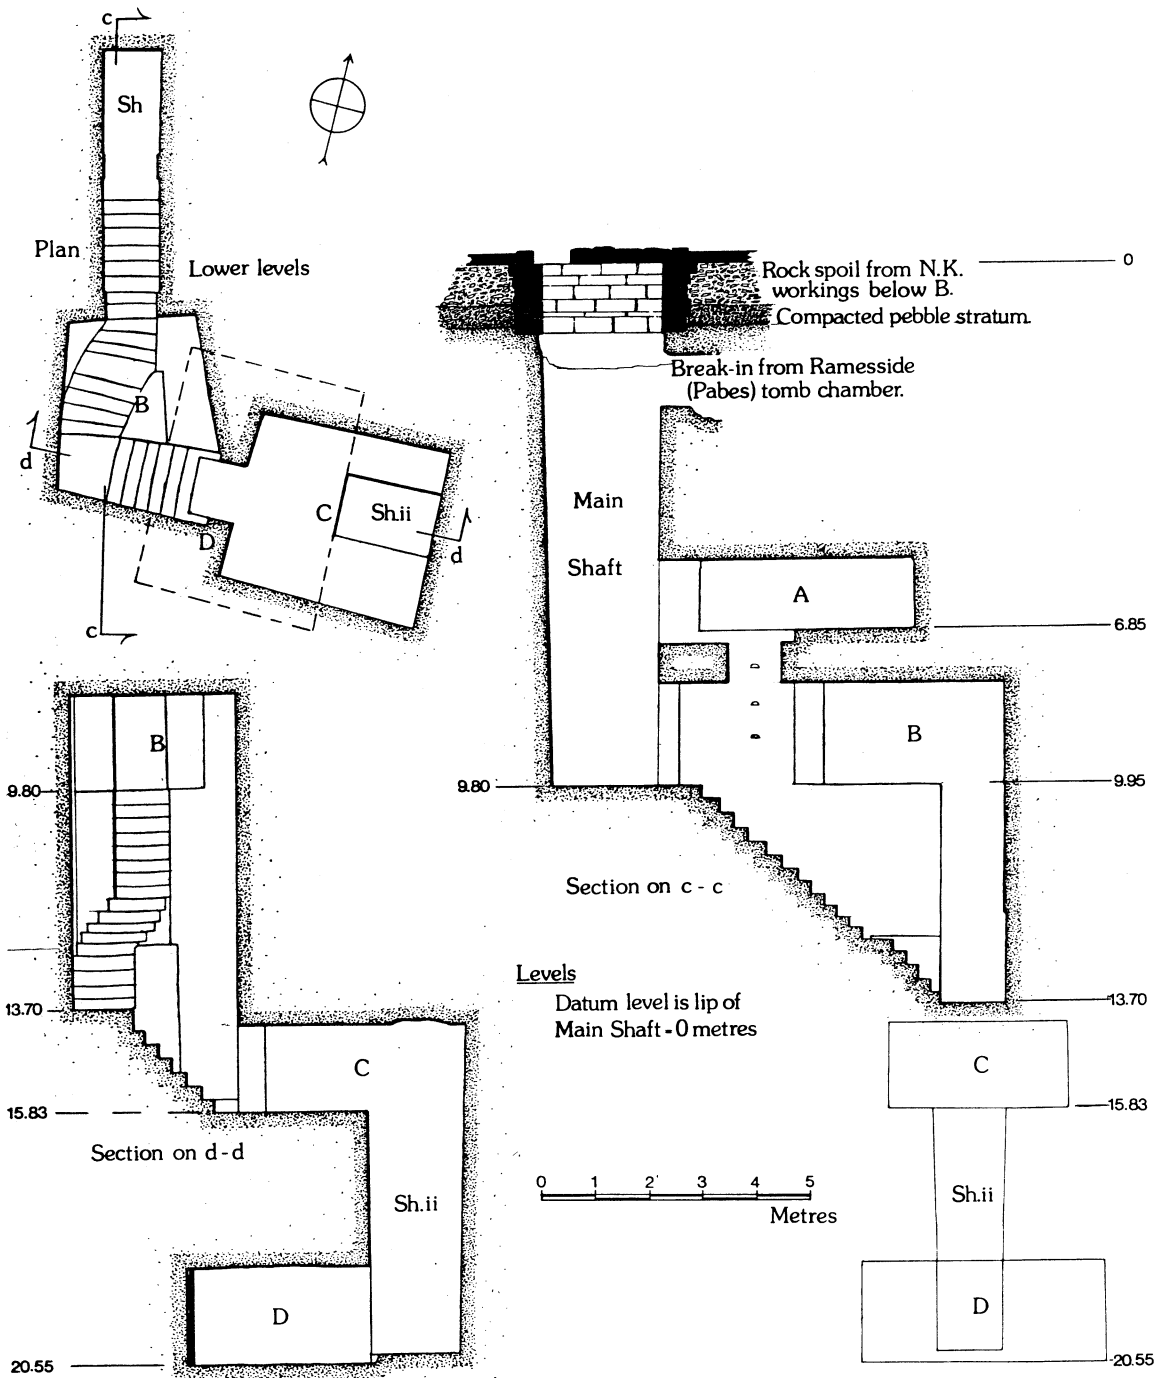 c
Sh
Plan
Lower levels
B
d
C
Sh.ii
D
d
c
0
Rock spoil from N.K.
workings below B.
Compacted pebble stratum.
Break-in from Ramesside
(Pabes) tomb chamber.
Main
Shaft
A
6.85
B
9.80
9.95
Section on c - c
13.70
Levels
Datum level is lip of
Main Shaft - 0 metres
C
15.83
Sh.ii
D
20.55
B
9.80
13.70
C
15.83
Section on d-d
Sh.ii
D
20.55
0 1 2 3 4 5
Metres